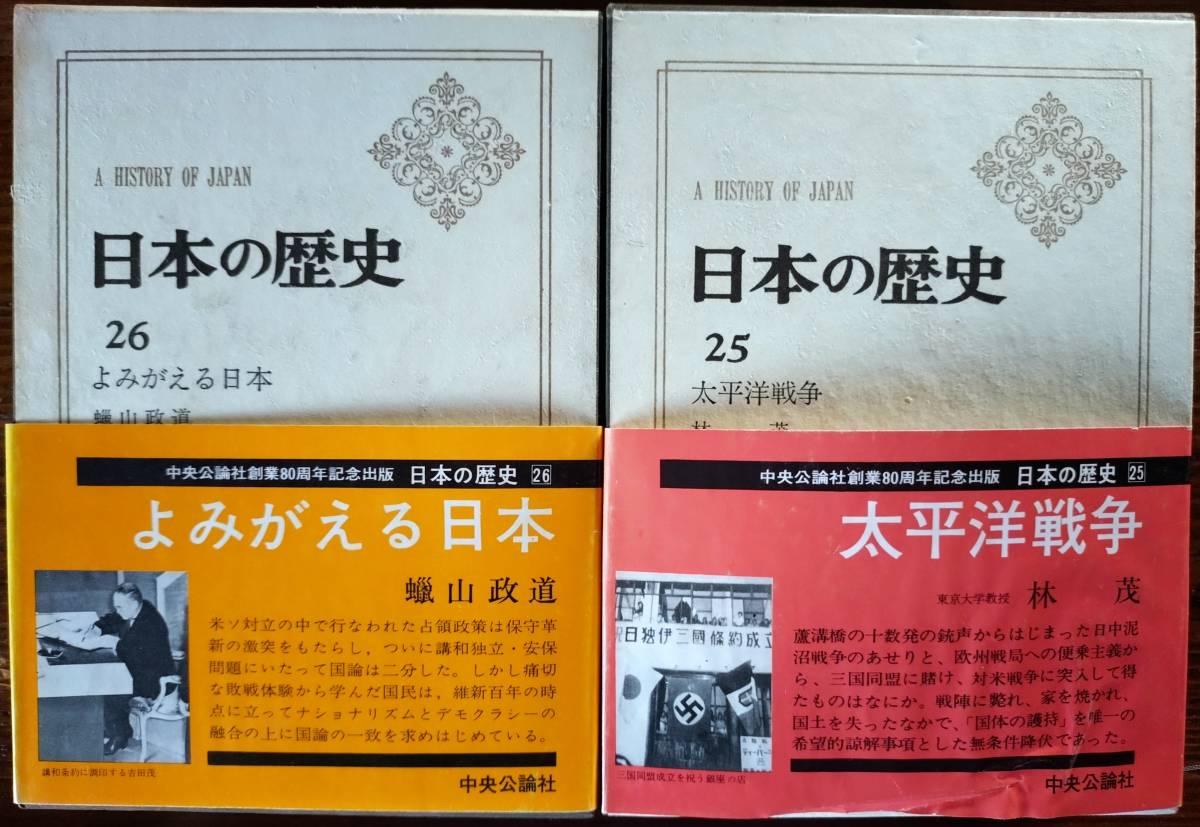 A HISTORY OF JAPAN
日本の歴史
26
よみがえる日本
蠟山政道
中央公論社創業80周年記念出版 日本の歴史 26
よみがえる日本
蠟山政道
米ソ対立の中で行なわれた占領政策は保守革
新の激突をもたらし，ついに講和独立・安保
問題にいたって国論は二分した。しかし痛切
な敗戦体験から学んだ国民は，維新百年の時
点に立ってナショナリズムとデモクラシーの
融合の上に国論の一致を求めはじめている。
講和条約に調印する吉田茂
中央公論社
A HISTORY OF JAPAN
日本の歴史
25
太平洋戦争
林 茂
中央公論社創業80周年記念出版 日本の歴史 25
太平洋戦争
東京大学教授 林 茂
祝日独伊三國條約成立
蘆溝橋の十数発の銃声からはじまった日中泥
沼戦争のあせりと、欧州戦局への便乗主義か
ら、三国同盟に賭け、対米戦争に突入して得
たものはなにか。戦陣に斃れ、家を焼かれ、
国土を失ったなかで、「国体の護持」を唯一の
希望的諒解事項とした無条件降伏であった。
三国同盟成立を祝う銀座の店
中央公論社